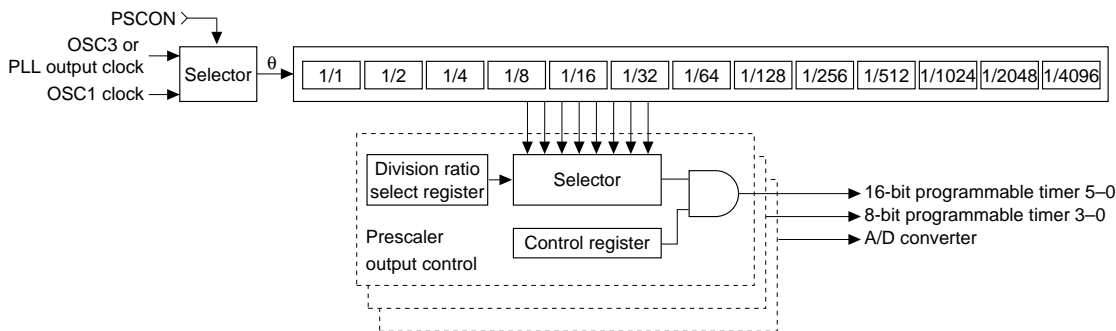 PSCON
OSC3 or
PLL output clock
OSC1 clock
Selector
θ
1/1 1/2 1/4 1/8 1/16 1/32 1/64 1/128 1/256 1/512 1/1024 1/2048 1/4096
Division ratio
select register
Selector
Control register
Prescaler
output control
16-bit programmable timer 5–0
8-bit programmable timer 3–0
A/D converter